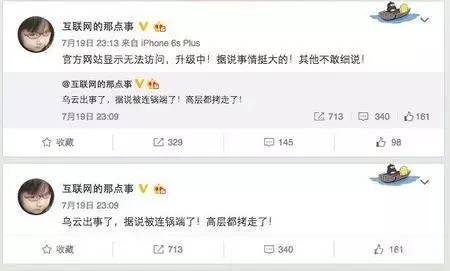 互联网的那点事
7月19日 23:13 来自 iPhone 6s Plus
官方网站显示无法访问，升级中！据说事情挺大的！其他不敢细说！
@互联网的那点事
乌云出事了，据说被连锅端了！高层都拷走了！
7月19日 23:09 713 340 161
收藏 329 145 98
互联网的那点事
7月19日 23:09
乌云出事了，据说被连锅端了！高层都拷走了！
收藏 713 340 161